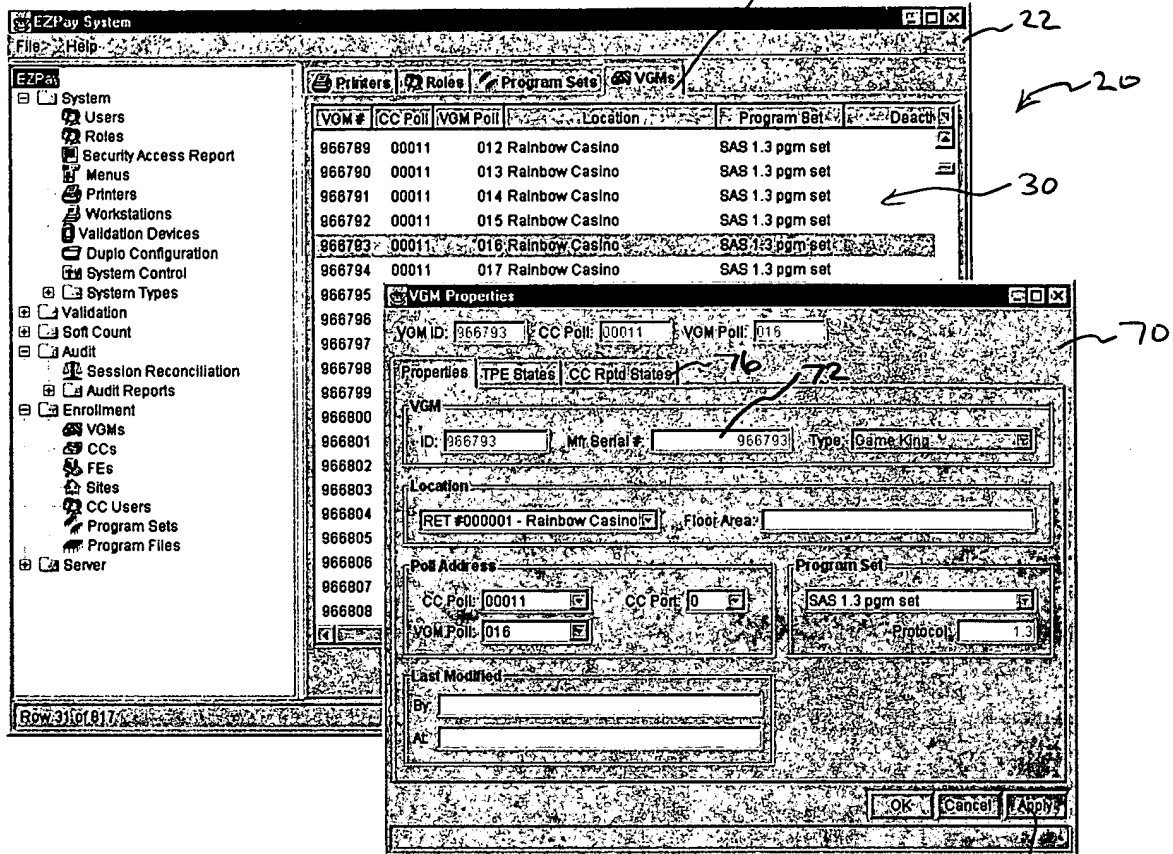 EZPay System
File Help
22
EZPay
System
Users
Roles
Security Access Report
Menus
Printers
Workstations
Validation Devices
Duplo Configuration
System Control
System Types
Validation
Soft Count
Audit
Session Reconciliation
Audit Reports
Enrollment
VGMs
CCs
FEs
Sites
CC Users
Program Sets
Program Files
Server
Row 31 of 817
Printers Roles Program Sets VGMs
20
VGM # CC Poll VGM Poll Location Program Set Deacti
966789 00011 012 Rainbow Casino SAS 1.3 pgm set
966790 00011 013 Rainbow Casino SAS 1.3 pgm set
966791 00011 014 Rainbow Casino SAS 1.3 pgm set
30
966792 00011 015 Rainbow Casino SAS 1.3 pgm set
966793 00011 016 Rainbow Casino SAS 1.3 pgm set
966794 00011 017 Rainbow Casino SAS 1.3 pgm set
966795
966796
966797
966798
966799
966800
966801
966802
966803
966804
966805
966806
966807
966808
VGM Properties
VGM ID: 966793 CC Poll: 00011 VGM Poll: 016
70
Properties TPE States CC Rptd States
76
72
VGM
ID: 966793 Mfr Serial #: 966793 Type: Game King
Location
RET #000001 - Rainbow Casino Floor Area:
Poll Address
CC Poll: 00011 CC Port: 0
VGM Poll: 016
Program Set
SAS 1.3 pgm set
Protocol: 1.3
Last Modified
By:
At:
OK Cancel Apply